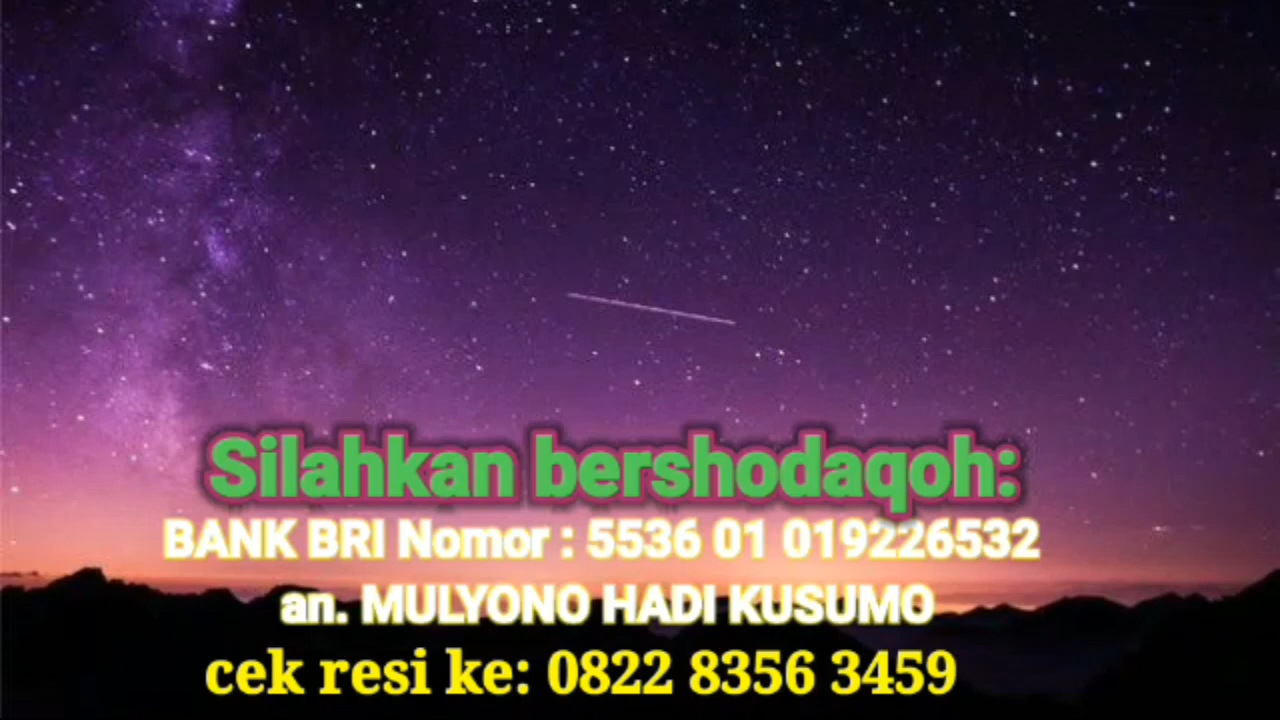 Silahkan bershodaqoh:
BANK BRI Nomor : 5536 01 019226532
an. MULYONO HADI KUSUMO
cek resi ke: 0822 8356 3459